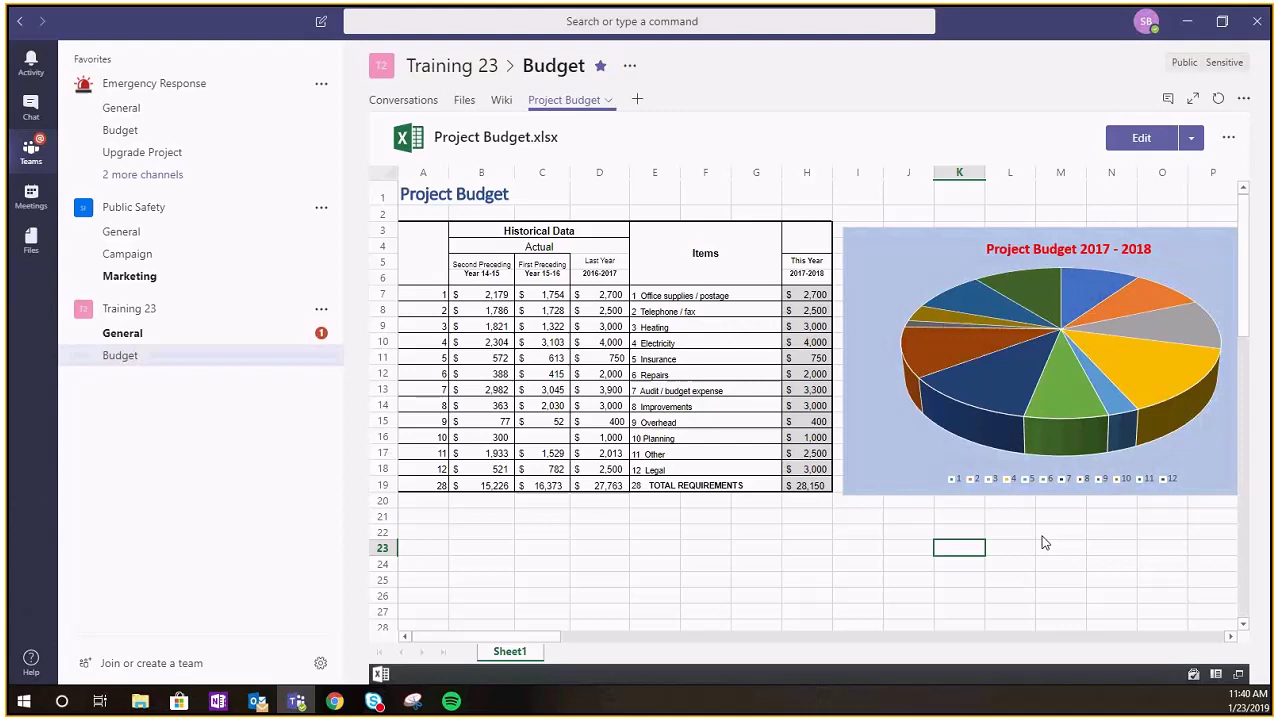 Search or type a command
SB
Activity
Chat
Teams
Meetings
Files
Help
Favorites
Emergency Response
General
Budget
Upgrade Project
2 more channels
Public Safety
General
Campaign
Marketing
T2 Training 23
General 1
Budget
Join or create a team
T2 Training 23 > Budget
Public Sensitive
Conversations Files Wiki Project Budget
Project Budget.xlsx
Edit
A B C D E F G H I J K L M N O P
1 Project Budget
2
3 Historical Data
4 Actual Items
5 Second Preceding First Preceding Last Year This Year
6 Year 14-15 Year 15-16 2016-2017 2017-2018
7 1 $ 2,179 $ 1,754 $ 2,700 1 Office supplies / postage $ 2,700
8 2 $ 1,786 $ 1,728 $ 2,500 2 Telephone / fax $ 2,500
9 3 $ 1,821 $ 1,322 $ 3,000 3 Heating $ 3,000
10 4 $ 2,304 $ 3,103 $ 4,000 4 Electricity $ 4,000
11 5 $ 572 $ 613 $ 750 5 Insurance $ 750
12 6 $ 388 $ 415 $ 2,000 6 Repairs $ 2,000
13 7 $ 2,982 $ 3,045 $ 3,900 7 Audit / budget expense $ 3,300
14 8 $ 363 $ 2,030 $ 3,000 8 Improvements $ 3,000
15 9 $ 77 $ 52 $ 400 9 Overhead $ 400
16 10 $ 300 $ 1,000 10 Planning $ 1,000
17 11 $ 1,933 $ 1,529 $ 2,013 11 Other $ 2,500
18 12 $ 521 $ 782 $ 2,500 12 Legal $ 3,000
19 28 $ 15,226 $ 16,373 $ 27,763 28 TOTAL REQUIREMENTS $ 28,150
20
21
22
23
24
25
26
27
28
Project Budget 2017 - 2018
1 2 3 4 5 6 7 8 9 10 11 12
Sheet1
11:40 AM
1/23/2019